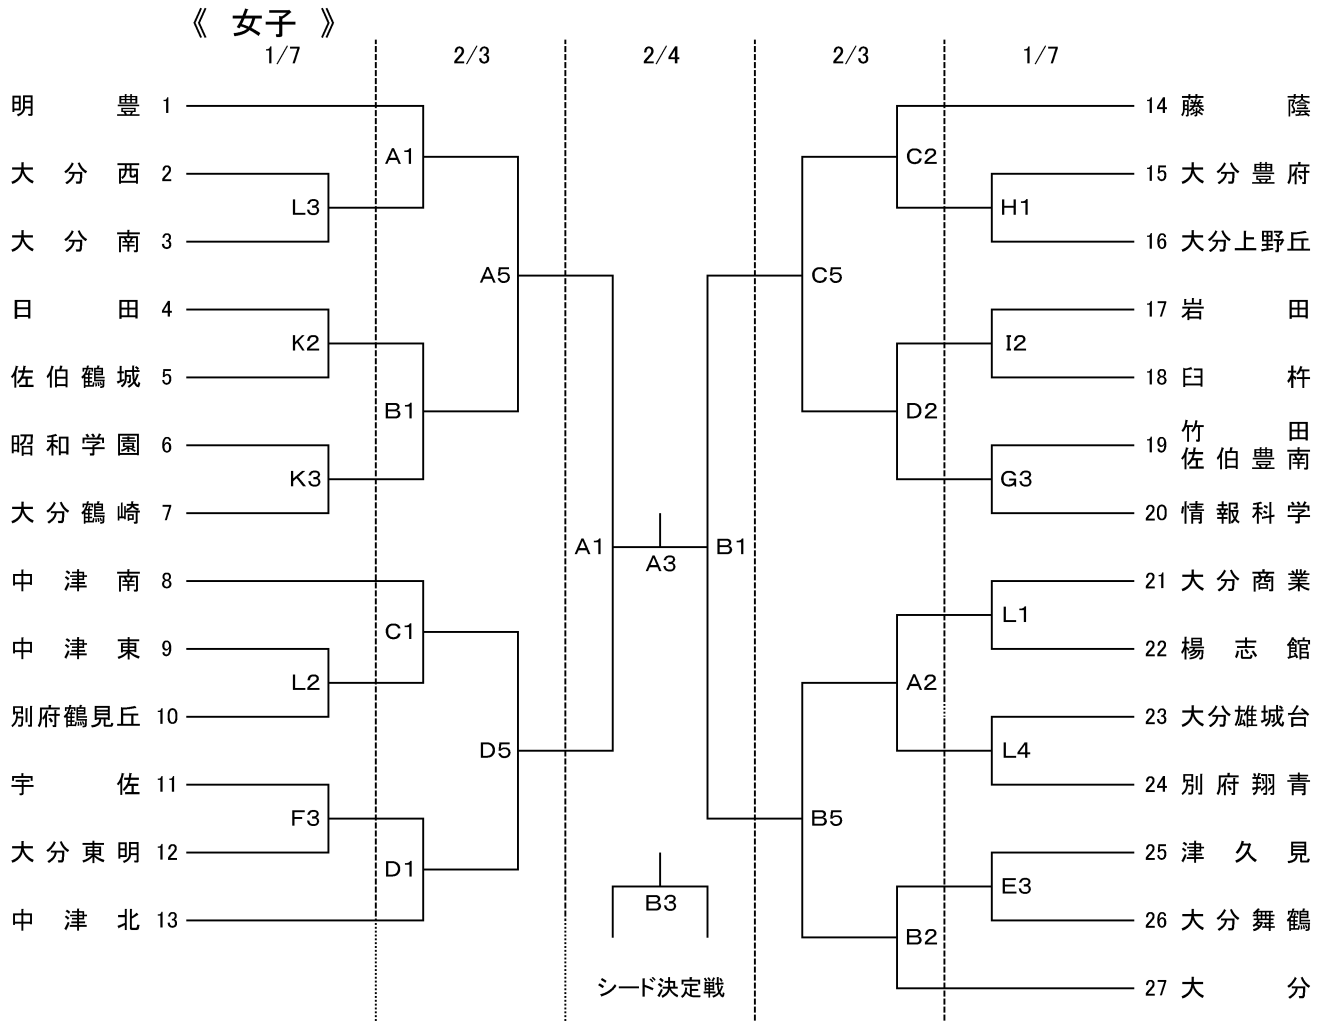 《 女子 》
1/7 2/3 2/4 2/3 1/7
明豊 1
大分西 2
大分南 3
日田 4
佐伯鶴城 5
昭和学園 6
大分鶴崎 7
中津南 8
中津東 9
別府鶴見丘 10
宇佐 11
大分東明 12
中津北 13
L3
K2
K3
L2
F3
A1
B1
C1
D1
A5
D5
A1
A3
B3
シード決定戦
B1
C5
B5
C2
D2
A2
B2
H1
I2
G3
L1
L4
E3
14 藤蔭
15 大分豊府
16 大分上野丘
17 岩田
18 臼杵
19 竹田
佐伯豊南
20 情報科学
21 大分商業
22 楊志館
23 大分雄城台
24 別府翔青
25 津久見
26 大分舞鶴
27 大分